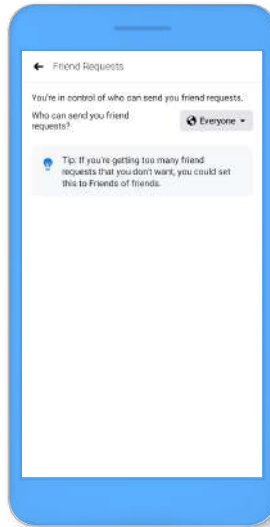 Friend Requests
You're in control of who can send you friend requests.
Who can send you friend
requests?
Everyone
Tip: If you're getting too many friend
requests that you don't want, you could set
this to Friends of friends.